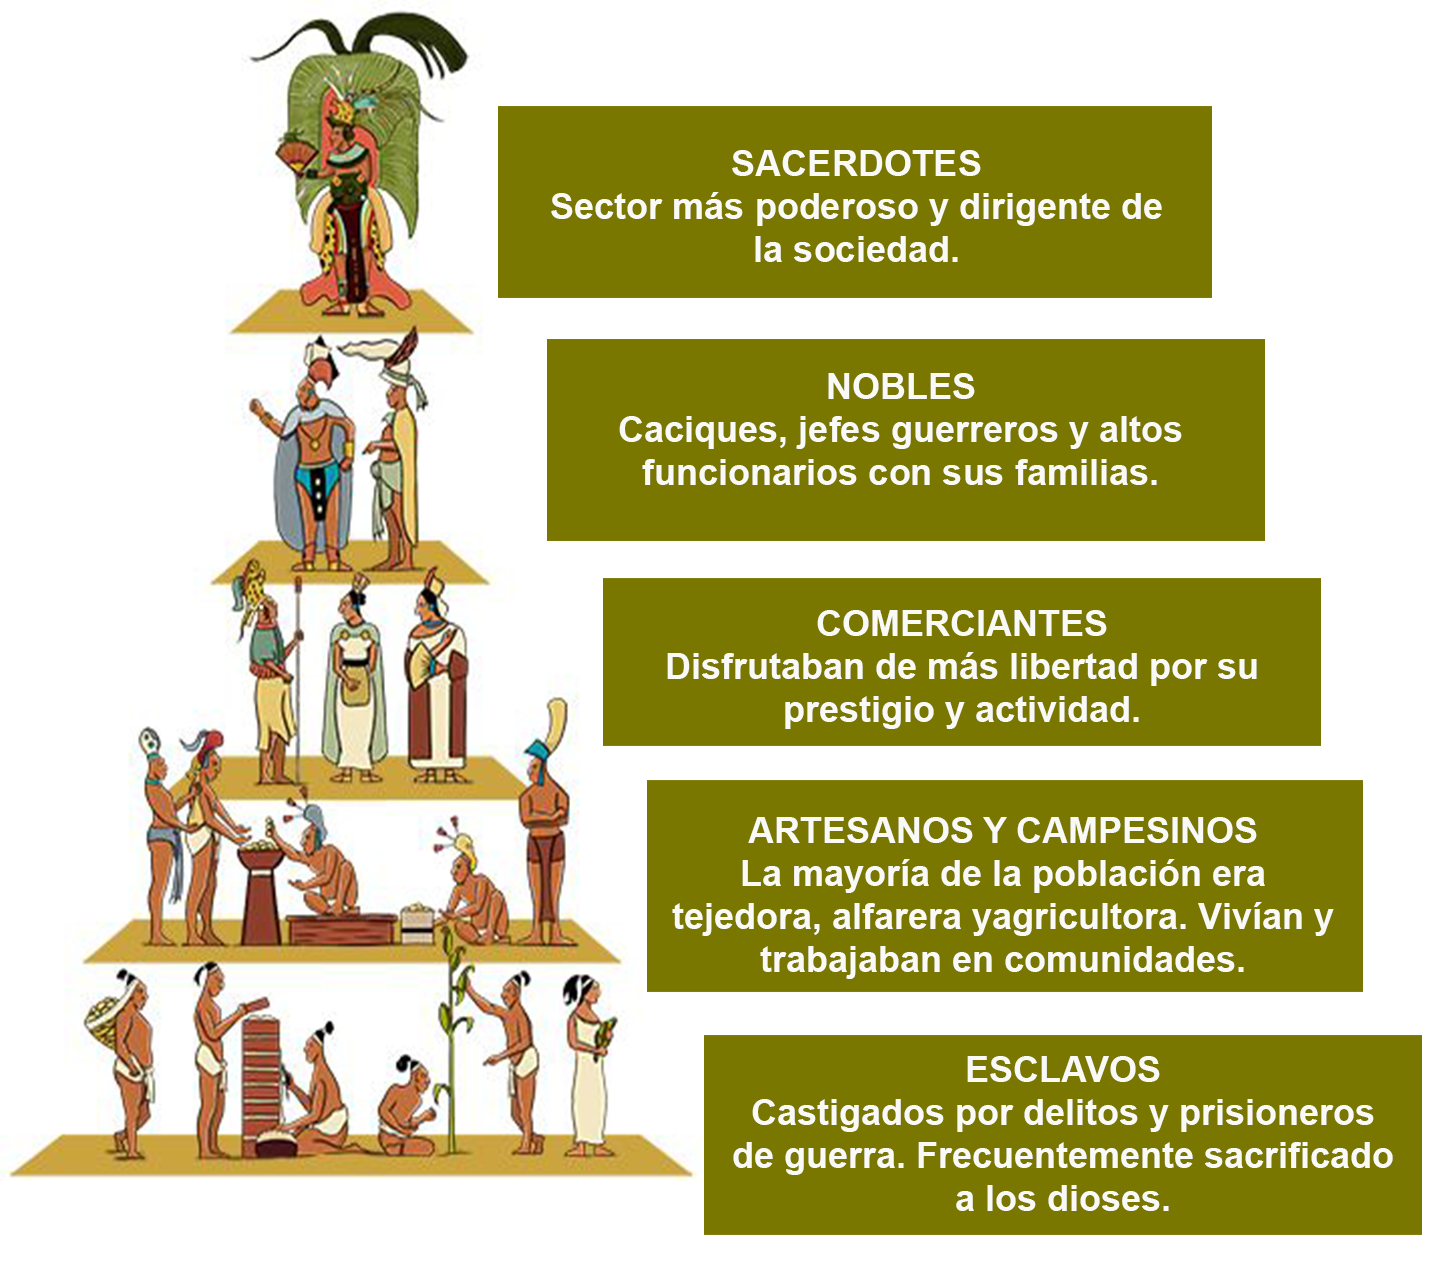 SACERDOTES
Sector más poderoso y dirigente de
la sociedad.
NOBLES
Caciques, jefes guerreros y altos
funcionarios con sus familias.
COMERCIANTES
Disfrutaban de más libertad por su
prestigio y actividad.
ARTESANOS Y CAMPESINOS
La mayoría de la población era
tejedora, alfarera yagricultora. Vivían y
trabajaban en comunidades.
ESCLAVOS
Castigados por delitos y prisioneros
de guerra. Frecuentemente sacrificado
a los dioses.